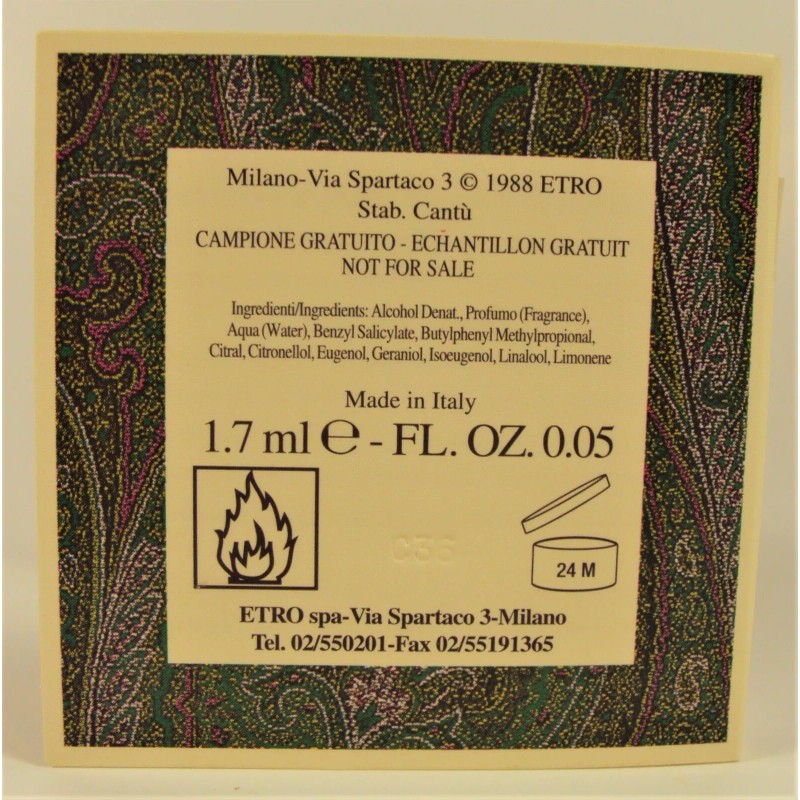 Milano-Via Spartaco 3 © 1988 ETRO
Stab. Cantù
CAMPIONE GRATUITO - ECHANTILLON GRATUIT
NOT FOR SALE
Ingredienti/Ingredients: Alcohol Denat., Profumo (Fragrance),
Aqua (Water), Benzyl Salicylate, Butylphenyl Methylpropional,
Citral, Citronellol, Eugenol, Geraniol, Isoeugenol, Linalool, Limonene
Made in Italy
1.7 ml ℮ - FL. OZ. 0.05
C36
24 M
ETRO spa-Via Spartaco 3-Milano
Tel. 02/550201-Fax 02/55191365